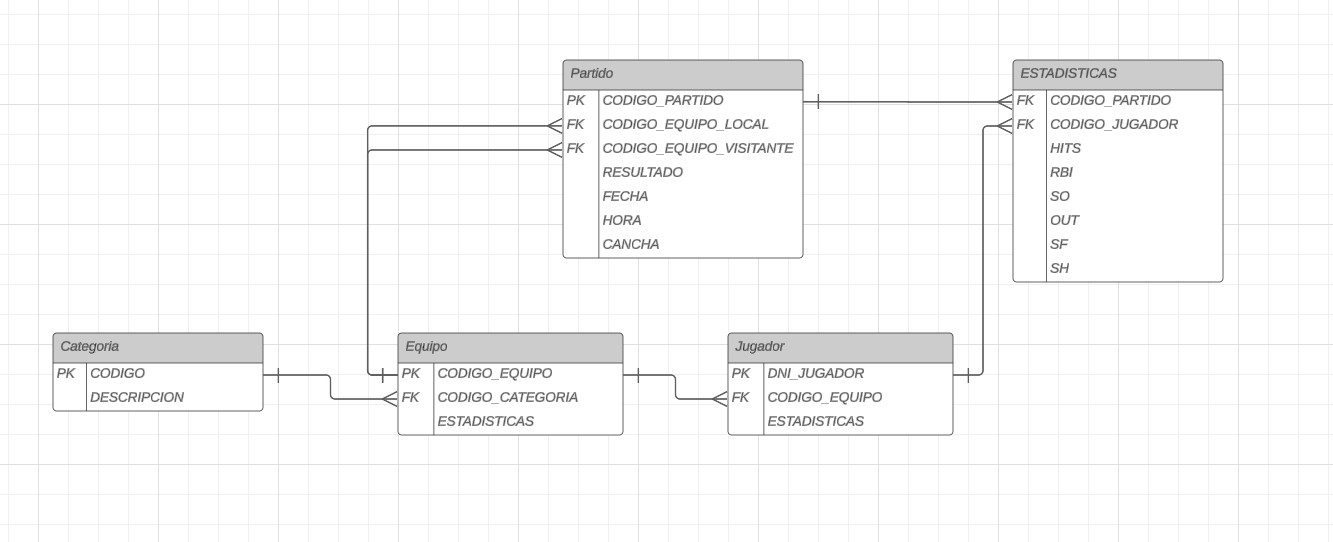 Partido
PK CODIGO_PARTIDO
FK CODIGO_EQUIPO_LOCAL
FK CODIGO_EQUIPO_VISITANTE
RESULTADO
FECHA
HORA
CANCHA
ESTADISTICAS
FK CODIGO_PARTIDO
FK CODIGO_JUGADOR
HITS
RBI
SO
OUT
SF
SH
Categoria
PK CODIGO
DESCRIPCION
Equipo
PK CODIGO_EQUIPO
FK CODIGO_CATEGORIA
ESTADISTICAS
Jugador
PK DNI_JUGADOR
FK CODIGO_EQUIPO
ESTADISTICAS